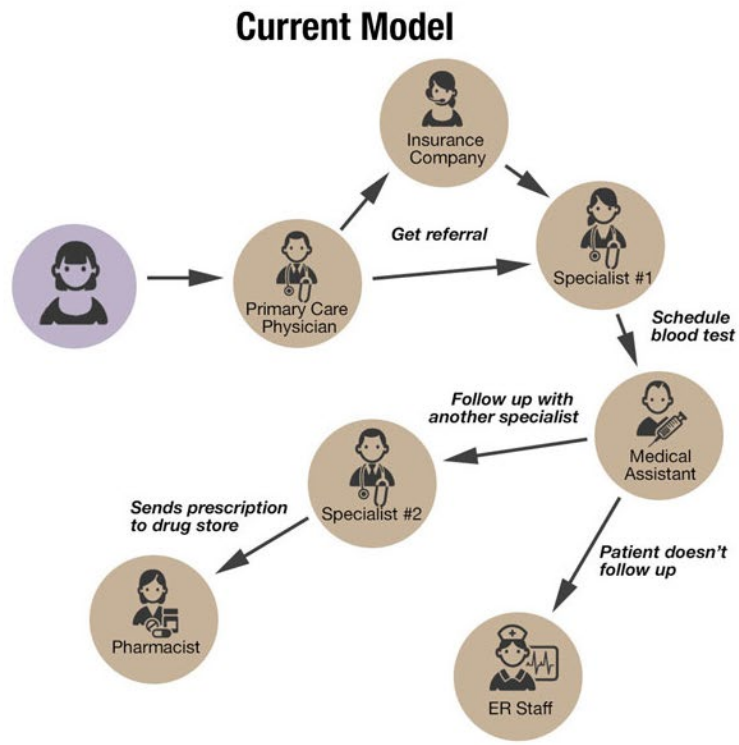 Current Model
Insurance
Company
Get referral
Primary Care
Physician
Specialist #1
Schedule
blood test
Follow up with
another specialist
Medical
Assistant
Sends prescription
to drug store
Specialist #2
Patient doesn't
follow up
Pharmacist
ER Staff